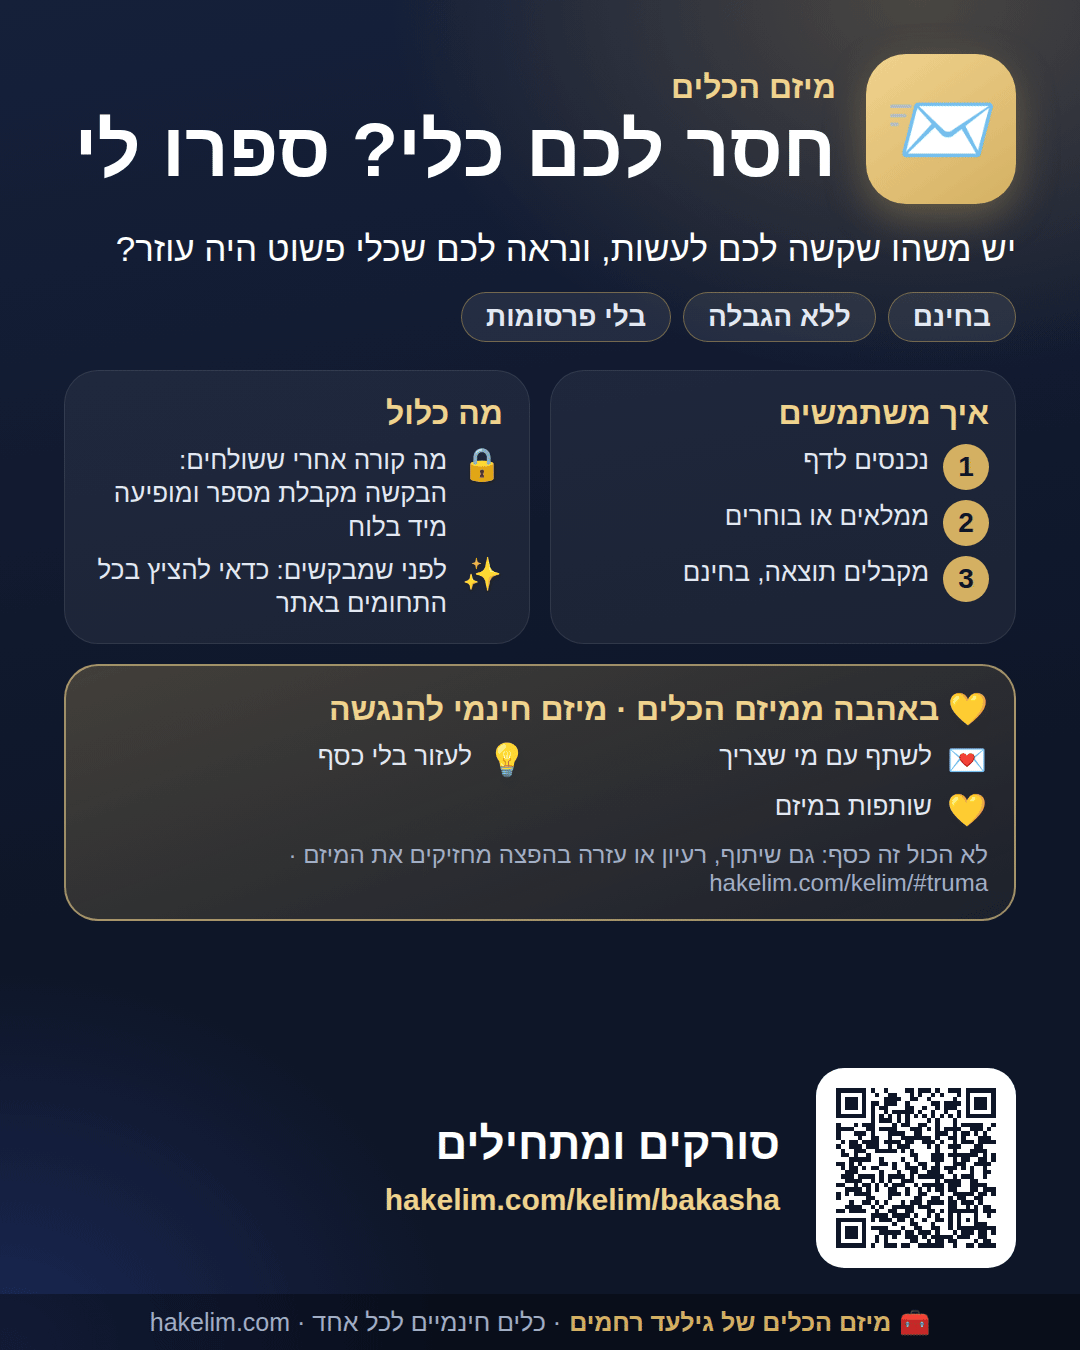 מיזם הכלים
חסר לכם כלי? ספרו לי
יש משהו שקשה לכם לעשות, ונראה לכם שכלי פשוט היה עוזר?
בחינם
ללא הגבלה
בלי פרסומות
איך משתמשים
1 נכנסים לדף
2 ממלאים או בוחרים
3 מקבלים תוצאה, בחינם
מה כלול
מה קורה אחרי ששולחים:
הבקשה מקבלת מספר ומופיעה
מיד בלוח
לפני שמבקשים: כדאי להציץ בכל
התחומים באתר
באהבה ממיזם הכלים · מיזם חינמי להנגשה
לשתף עם מי שצריך
לעזור בלי כסף
שותפות במיזם
לא הכול זה כסף: גם שיתוף, רעיון או עזרה בהפצה מחזיקים את המיזם ·
hakelim.com/kelim/#truma
סורקים ומתחילים
hakelim.com/kelim/bakasha
מיזם הכלים של גילעד רחמים · כלים חינמיים לכל אחד · hakelim.com